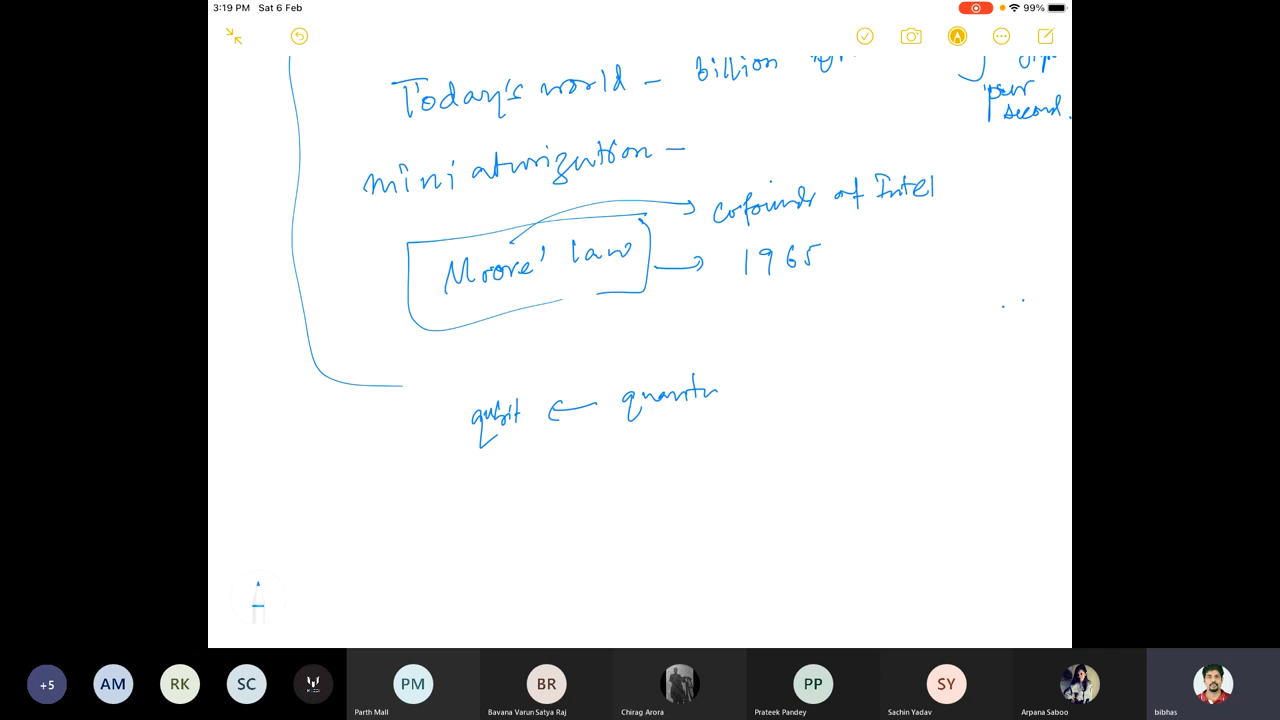 3:19 PM Sat 6 Feb 99%
Today's world - billion
per
second.
miniaturization -
cofounder of Intel
Moore' law
1965
qubit ← quantu
+5 AM RK SC PM BR PP SY
Parth Mall Bavana Varun Satya Raj Chirag Arora Prateek Pandey Sachin Yadav Arpana Saboo bibhas